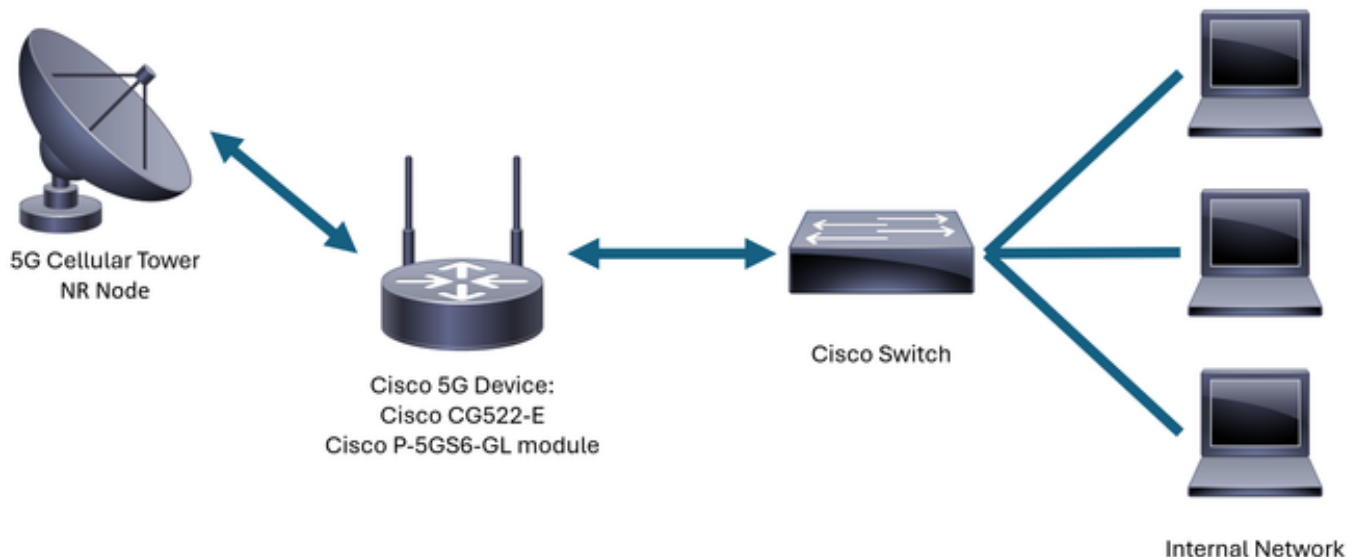 5G Cellular Tower
NR Node
Cisco 5G Device:
Cisco CG522-E
Cisco P-5GS6-GL module
Cisco Switch
Internal Network